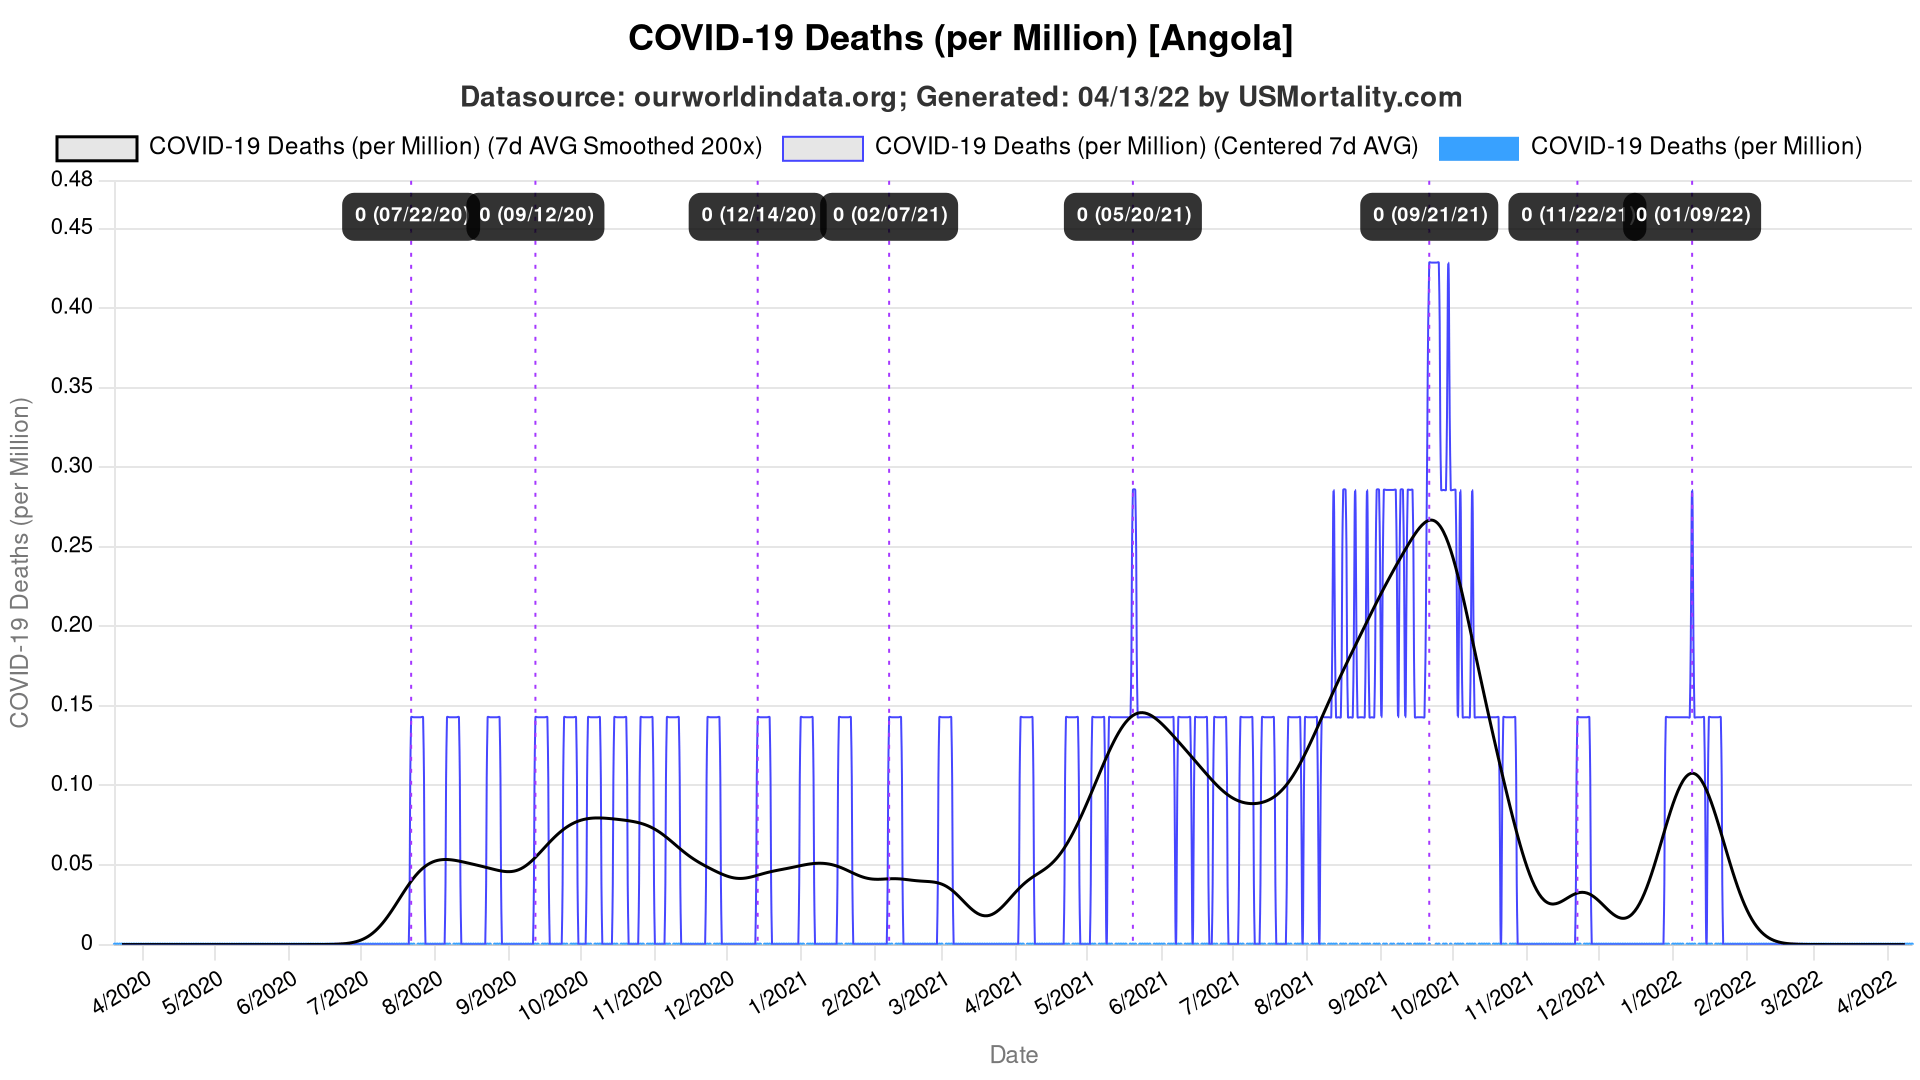 COVID-19 Deaths (per Million) [Angola]
Datasource: ourworldindata.org; Generated: 04/13/22 by USMortality.com
COVID-19 Deaths (per Million) (7d AVG Smoothed 200x) COVID-19 Deaths (per Million) (Centered 7d AVG) COVID-19 Deaths (per Million)
0 (07/22/20) 0 (09/12/20) 0 (12/14/20) 0 (02/07/21) 0 (05/20/21) 0 (09/21/21) 0 (11/22/21) 0 (01/09/22)
0.48
0.45
0.40
0.35
0.30
0.25
0.20
0.15
0.10
0.05
0
COVID-19 Deaths (per Million)
4/2020 5/2020 6/2020 7/2020 8/2020 9/2020 10/2020 11/2020 12/2020 1/2021 2/2021 3/2021 4/2021 5/2021 6/2021 7/2021 8/2021 9/2021 10/2021 11/2021 12/2021 1/2022 2/2022 3/2022 4/2022
Date